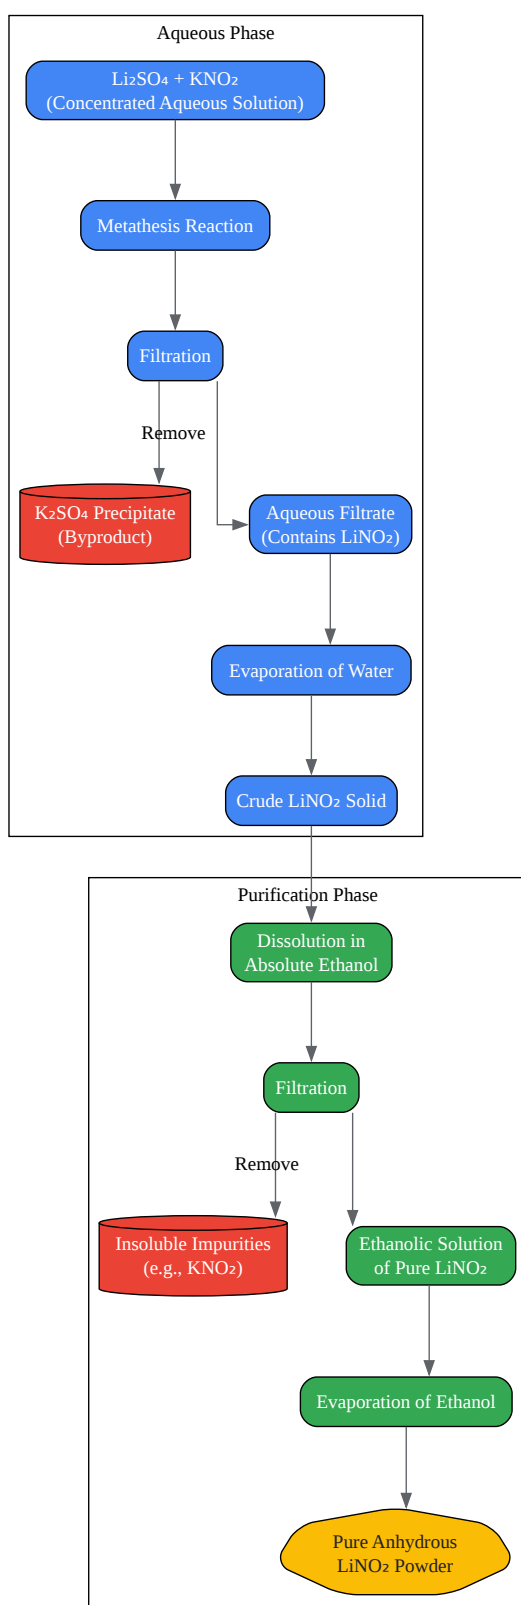 Aqueous Phase
Li₂SO₄ + KNO₂
(Concentrated Aqueous Solution)
Metathesis Reaction
Filtration
Remove
K₂SO₄ Precipitate
(Byproduct)
Aqueous Filtrate
(Contains LiNO₂)
Evaporation of Water
Crude LiNO₂ Solid
Purification Phase
Dissolution in
Absolute Ethanol
Filtration
Remove
Insoluble Impurities
(e.g., KNO₂)
Ethanolic Solution
of Pure LiNO₂
Evaporation of Ethanol
Pure Anhydrous
LiNO₂ Powder